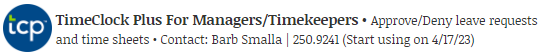 tcp
TimeClock Plus For Managers/Timekeepers • Approve/Deny leave requests
and time sheets • Contact: Barb Smalla | 250.9241 (Start using on 4/17/23)